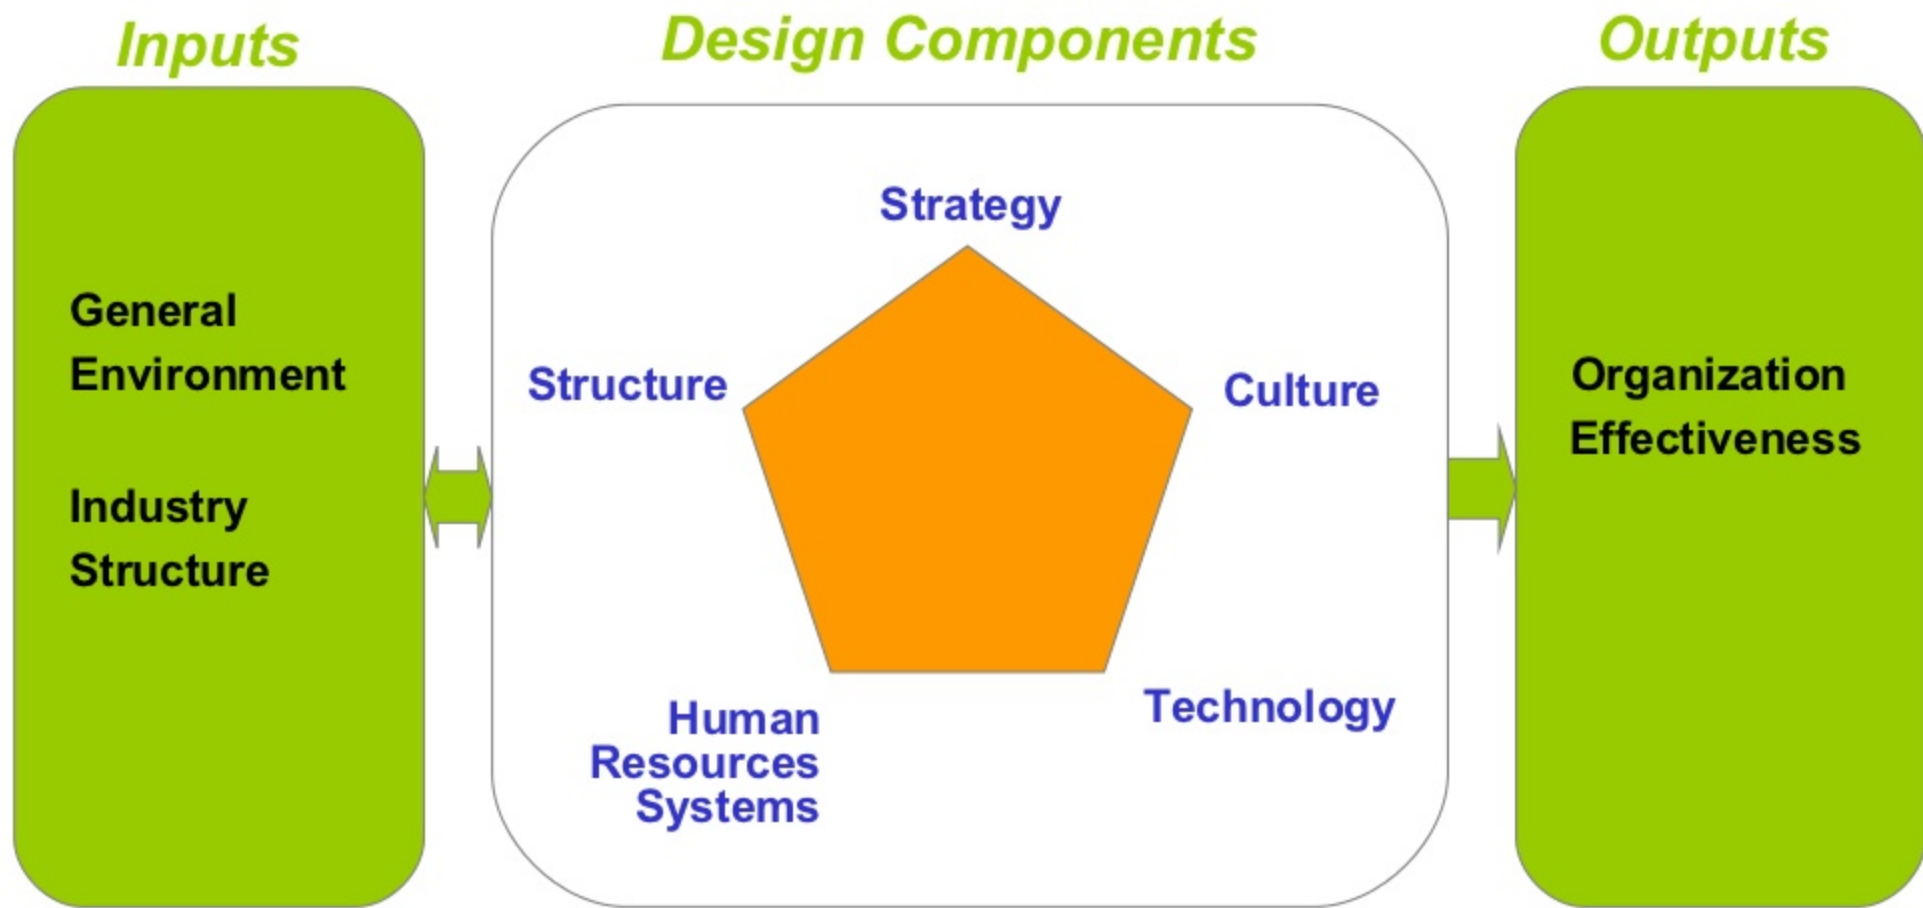 Inputs
Design Components
Outputs
General
Environment
Industry
Structure
Strategy
Structure
Culture
Human
Resources
Systems
Technology
Organization
Effectiveness